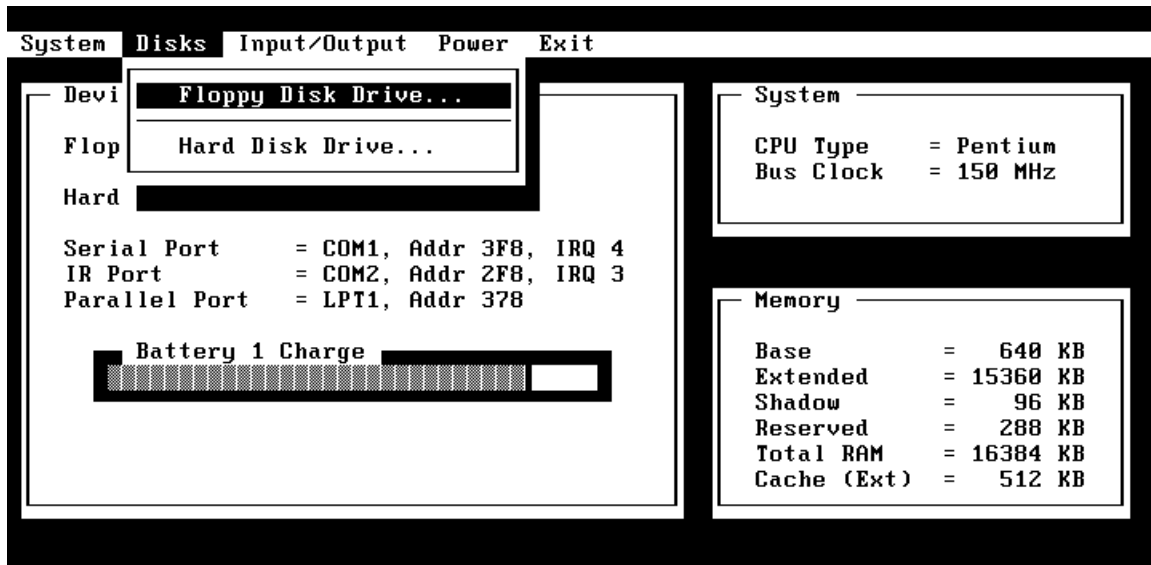 System Disks Input/Output Power Exit
Floppy Disk Drive...
Hard Disk Drive...
Devi
Flop
Hard
Serial Port = COM1, Addr 3F8, IRQ 4
IR Port = COM2, Addr 2F8, IRQ 3
Parallel Port = LPT1, Addr 378
Battery 1 Charge
System
CPU Type = Pentium
Bus Clock = 150 MHz
Memory
Base = 640 KB
Extended = 15360 KB
Shadow = 96 KB
Reserved = 288 KB
Total RAM = 16384 KB
Cache (Ext) = 512 KB